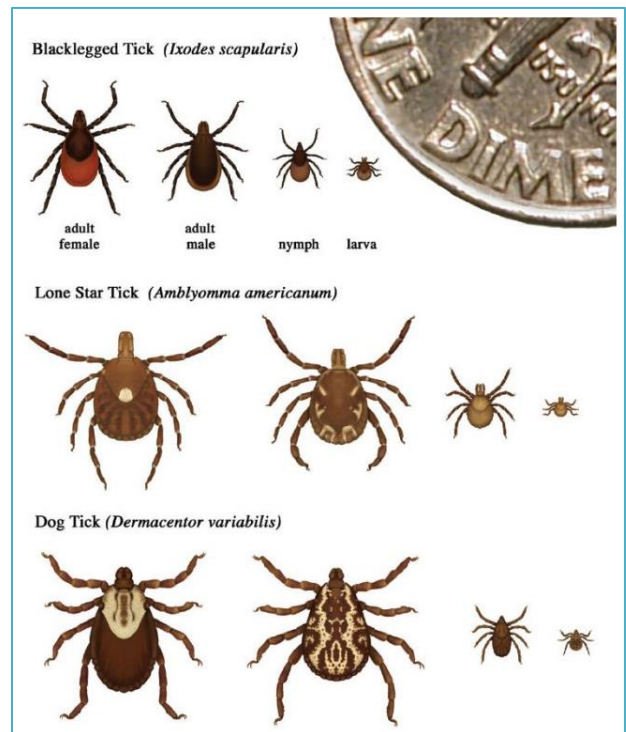 Blacklegged Tick (Ixodes scapularis)
NE DIME
adult female
adult male
nymph
larva
Lone Star Tick (Amblyomma americanum)
Dog Tick (Dermacentor variabilis)